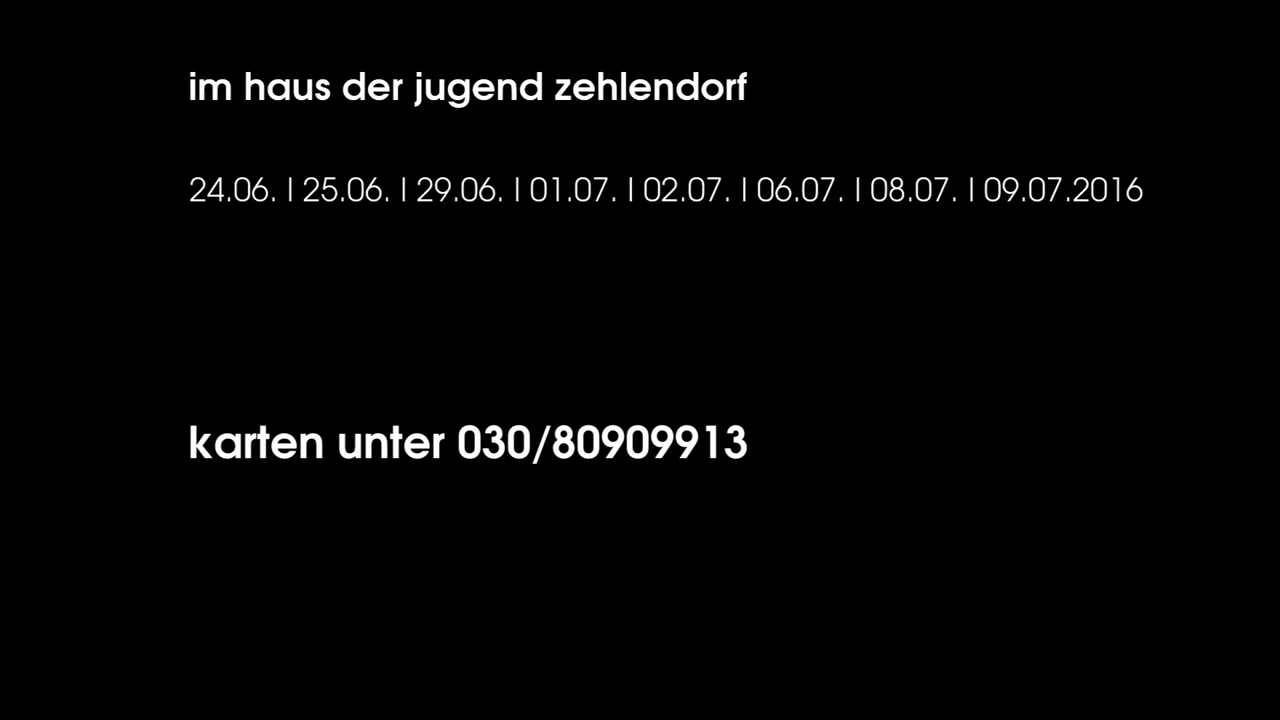 im haus der jugend zehlendorf
24.06. | 25.06. | 29.06. | 01.07. | 02.07. | 06.07. | 08.07. | 09.07.2016
karten unter 030/80909913